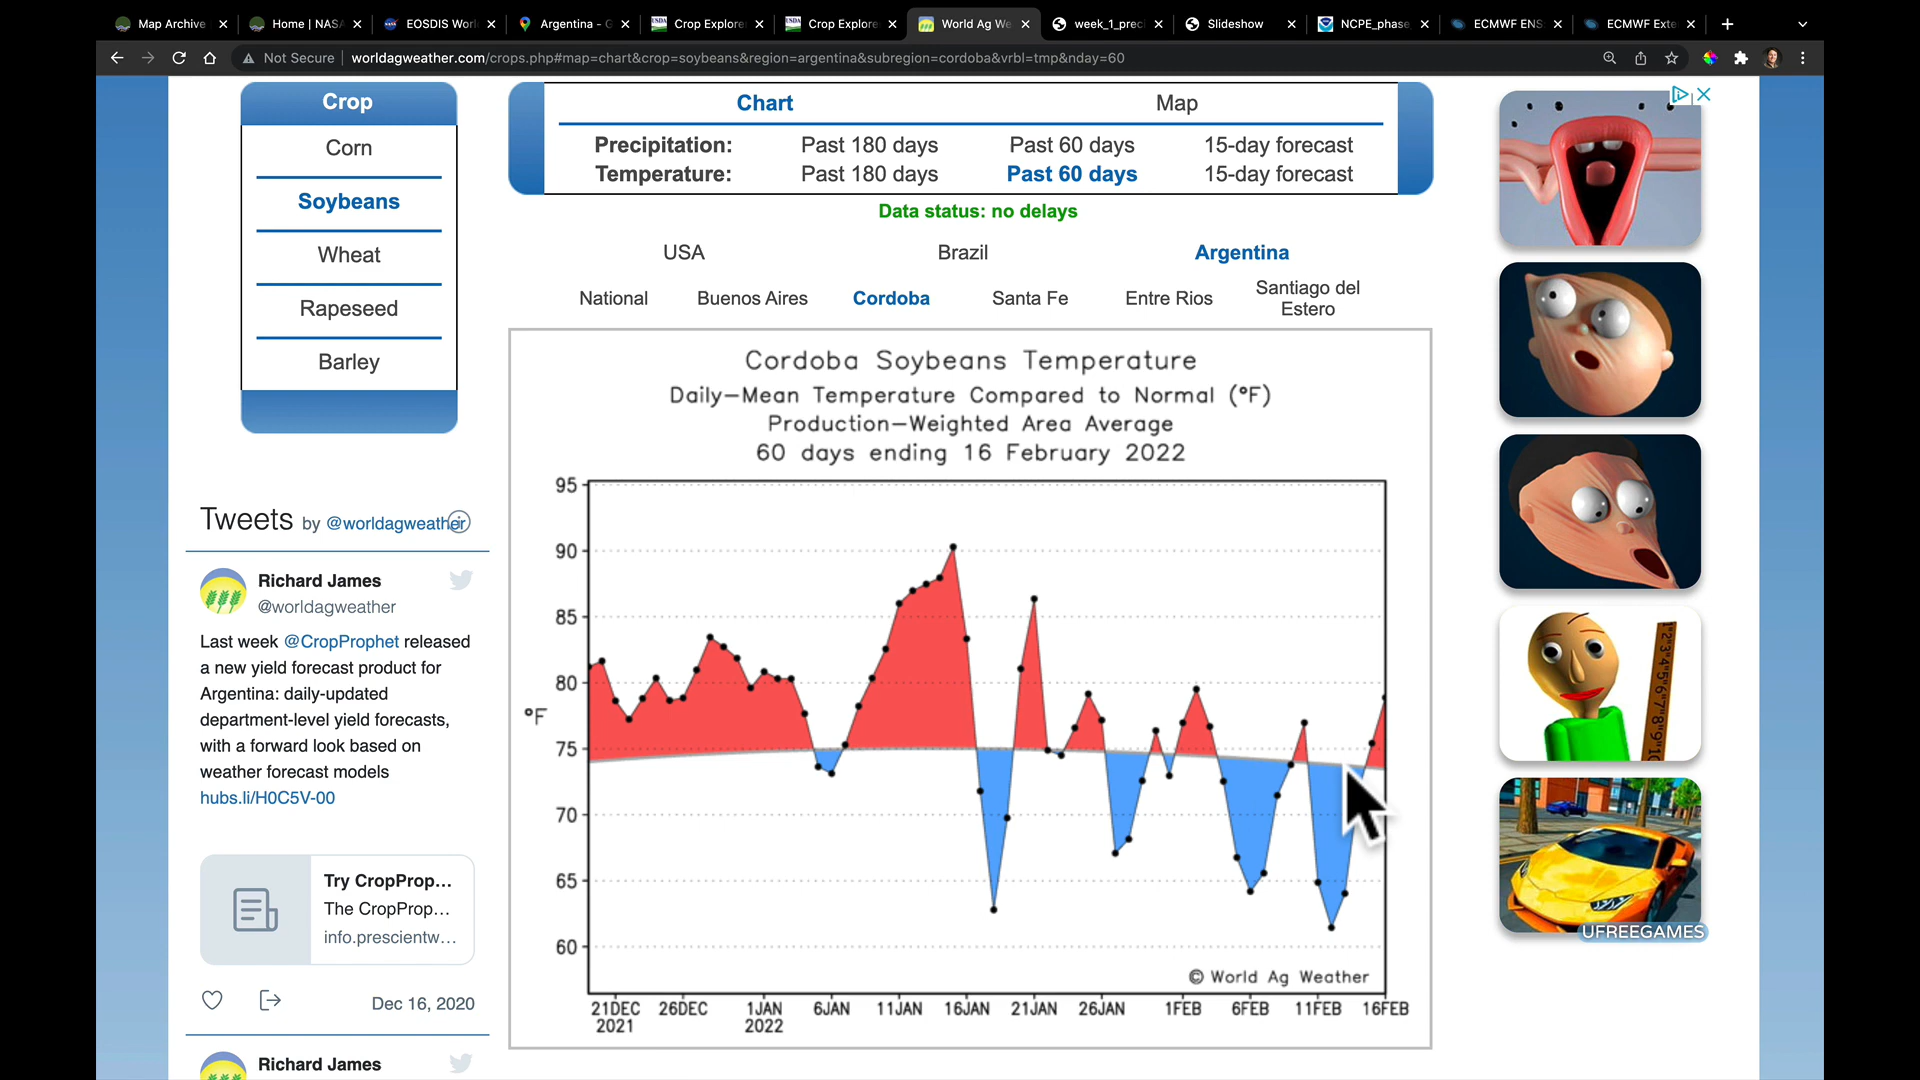 Map Archive
Home | NAS
EOSDIS Worl
Argentina - G
Crop Explore
Crop Explore
World Ag We
week_1_prec
Slideshow
NCPE_phase
ECMWF ENS
ECMWF Exte
Not Secure
worldagweather.com/crops.php#map=chart&crop=soybeans&region=argentina&subregion=cordoba&vrbl=tmp&nday=60
Crop
Corn
Soybeans
Wheat
Rapeseed
Barley
Chart Map
Precipitation: Past 180 days Past 60 days 15-day forecast
Temperature: Past 180 days Past 60 days 15-day forecast
Data status: no delays
USA Brazil Argentina
National Buenos Aires Cordoba Santa Fe Entre Rios Santiago del
Estero
Tweets by @worldagweather
Richard James
@worldagweather
Last week @CropProphet released
a new yield forecast product for
Argentina: daily-updated
department-level yield forecasts,
with a forward look based on
weather forecast models
hubs.li/H0C5V-00
Try CropProp...
The CropProp...
info.prescientw...
Dec 16, 2020
Richard James
Cordoba Soybeans Temperature
Daily-Mean Temperature Compared to Normal (°F)
Production-Weighted Area Average
60 days ending 16 February 2022
95
90
85
80
°F
75
70
65
60
© World Ag Weather
21DEC 26DEC 1JAN 6JAN 11JAN 16JAN 21JAN 26JAN 1FEB 6FEB 11FEB 16FEB
2021 2022
UFREEGAMES